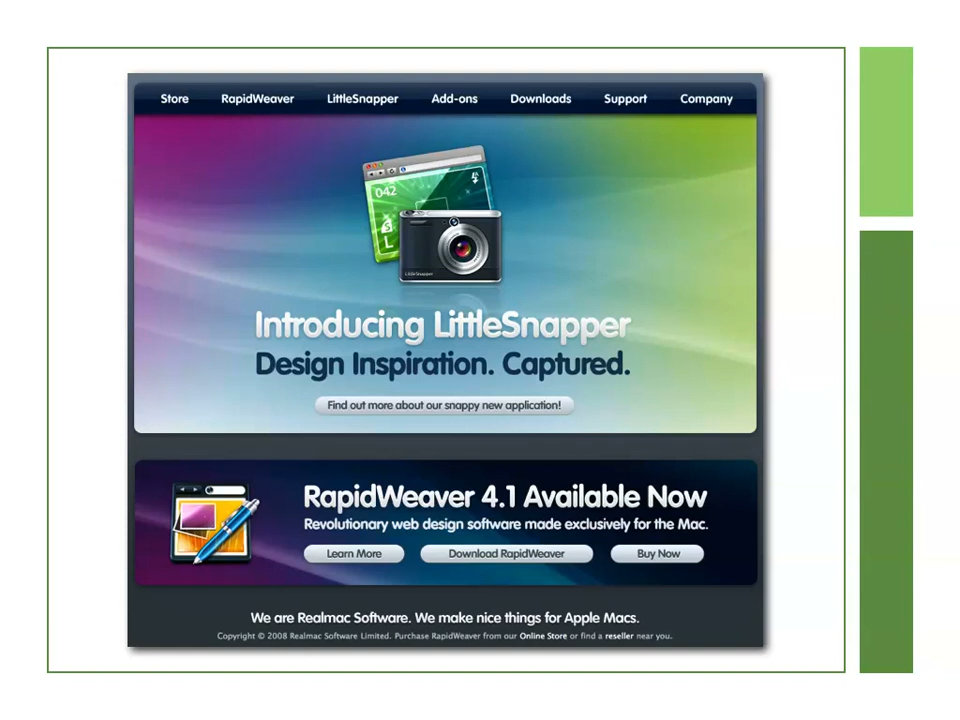 Store RapidWeaver LittleSnapper Add-ons Downloads Support Company
042
L
LittleSnapper
Introducing LittleSnapper
Design Inspiration. Captured.
Find out more about our snappy new application!
RapidWeaver 4.1 Available Now
Revolutionary web design software made exclusively for the Mac.
Learn More Download RapidWeaver Buy Now
We are Realmac Software. We make nice things for Apple Macs.
Copyright © 2008 Realmac Software Limited. Purchase RapidWeaver from our Online Store or find a reseller near you.